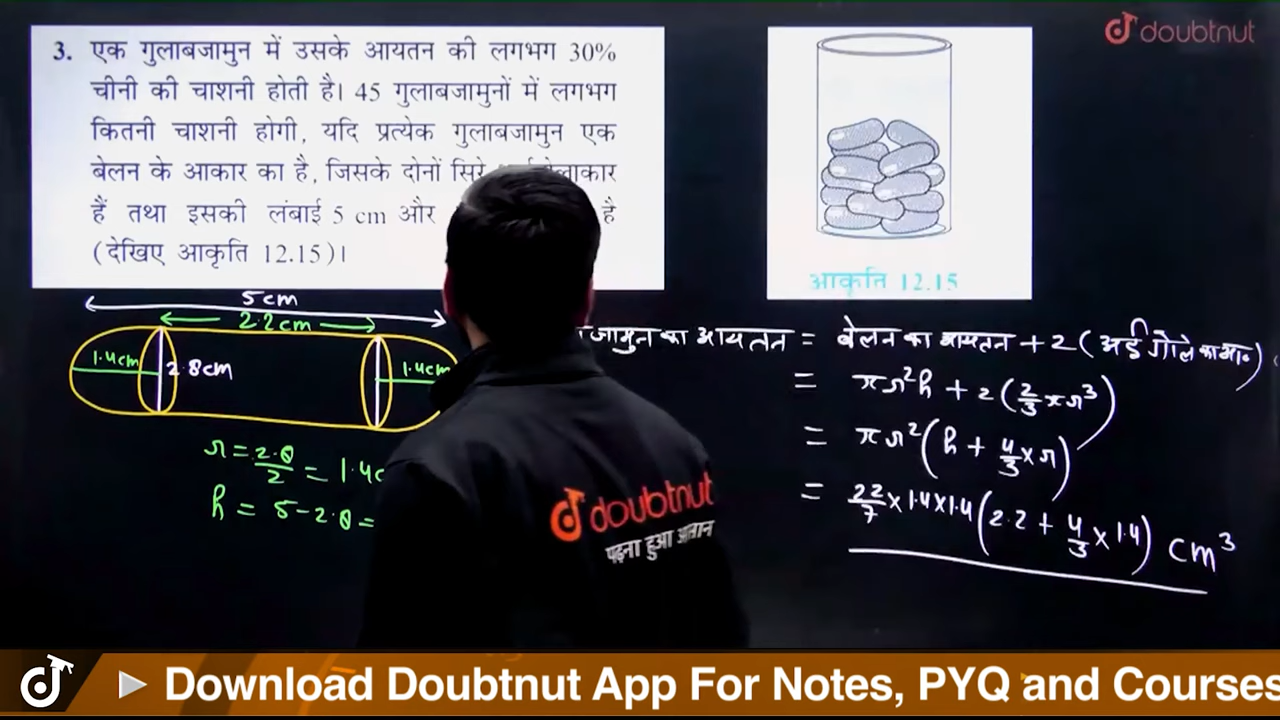 doubtnut
3. एक गुलाबजामुन में उसके आयतन की लगभग 30%
चीनी की चाशनी होती है। 45 गुलाबजामुनों में लगभग
कितनी चाशनी होगी, यदि प्रत्येक गुलाबजामुन एक
बेलन के आकार का है, जिसके दोनों सिरे
हैं तथा इसकी लंबाई 5 cm और है
(देखिए आकृति 12.15)।
आकृति 12.15
5cm
2.2cm
1.4cm 2.8cm 1.4cm
r = 2.8/2 = 1.4c
h = 5-2.8 =
जामुन का आयतन = बेलन का आयतन + 2(अर्द्ध गोले का आ०)
= πr²h + 2(2/3 πr³)
= πr²(h + 4/3 × r)
= 22/7 × 1.4 × 1.4 (2.2 + 4/3 × 1.4) cm³
doubtnut
पढ़ना हुआ आसान
Download Doubtnut App For Notes, PYQ and Courses